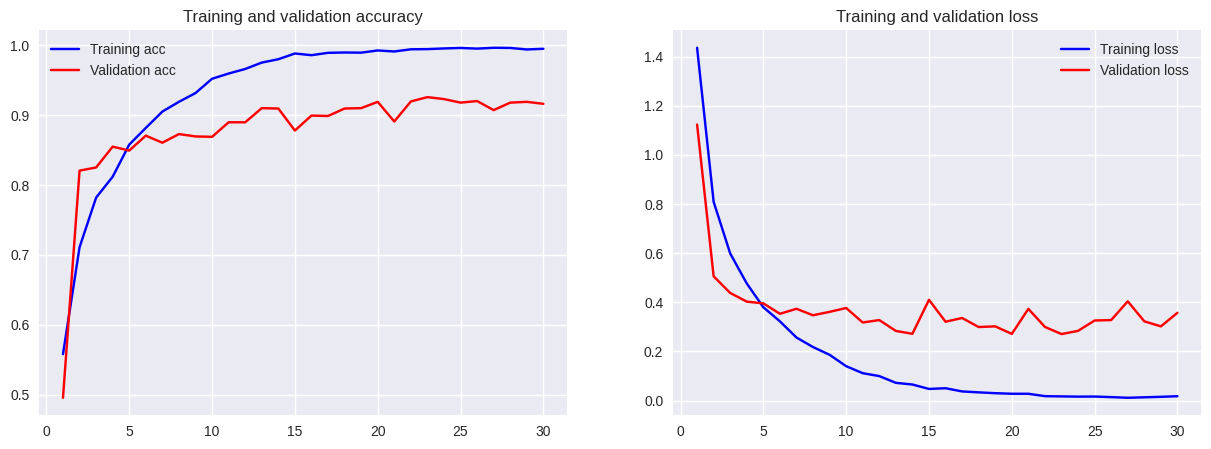 Training and validation accuracy
Training acc
Validation acc
1.0
0.9
0.8
0.7
0.6
0.5
0 5 10 15 20 25 30
Training and validation loss
Training loss
Validation loss
1.4
1.2
1.0
0.8
0.6
0.4
0.2
0.0
0 5 10 15 20 25 30